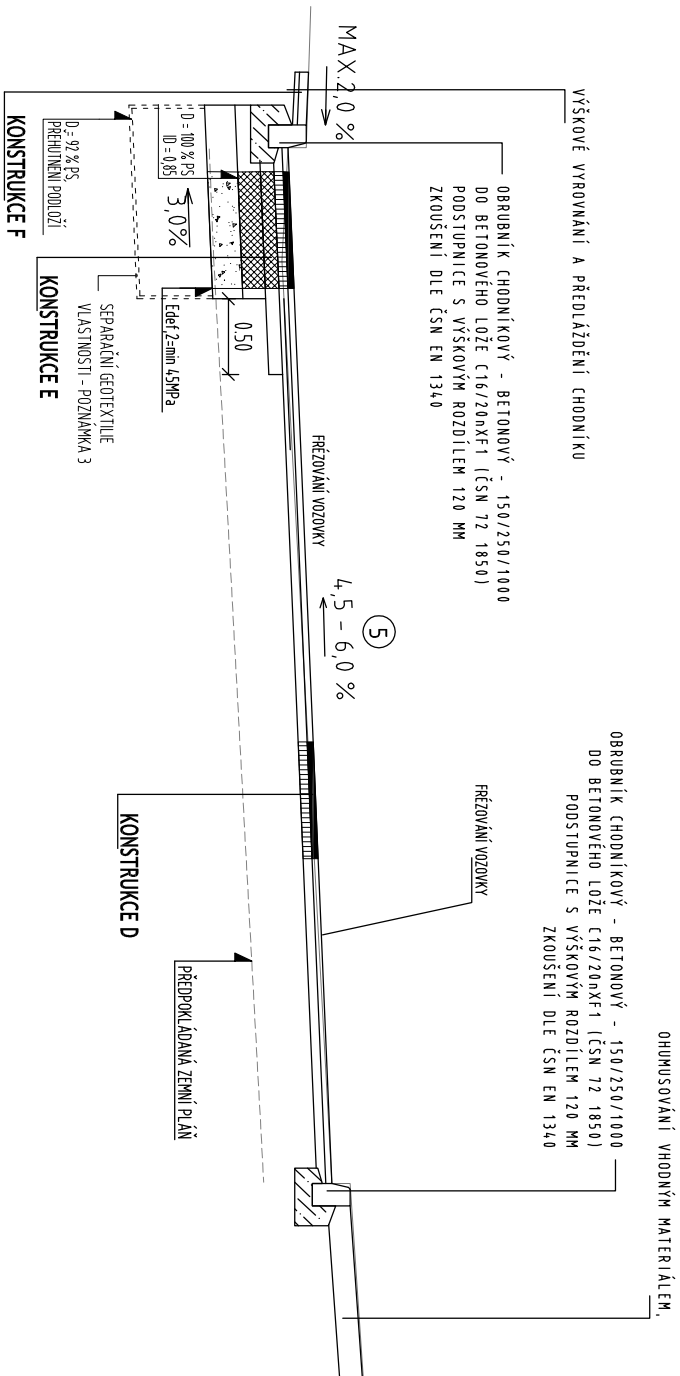 VÝŠKOVÉ VYROVNÁNÍ A PŘEDLÁŽDĚNÍ CHODNÍKU
OBRUBNÍK CHODNÍKOVÝ - BETONOVÝ - 150/250/1000
DO BETONOVÉHO LOŽE C16/20nXF1 (ČSN 72 1850)
PODSTUPNICE S VÝŠKOVÝM ROZDÍLEM 120 MM
ZKOUŠENÍ DLE ČSN EN 1340
OBRUBNÍK CHODNÍKOVÝ - BETONOVÝ - 150/250/1000
DO BETONOVÉHO LOŽE C16/20nXF1 (ČSN 72 1850)
PODSTUPNICE S VÝŠKOVÝM ROZDÍLEM 120 MM
ZKOUŠENÍ DLE ČSN EN 1340
OHUMUSOVÁNÍ VHODNÝM MATERIÁLEM,
MAX.2,0 %
FRÉZOVÁNÍ VOZOVKY
5
4,5 - 6,0 %
FRÉZOVÁNÍ VOZOVKY
0.50
3,0%
D = 100 % PS
ID = 0,85
Edef,2=min 45MPa
D = 92 % PS,
PŘEHUTNĚNÍ PODLOŽÍ
SEPARAČNÍ GEOTEXTILIE
VLASTNOSTI - POZNÁMKA 3
PŘEDPOKLÁDANÁ ZEMNÍ PLÁŇ
KONSTRUKCE F
KONSTRUKCE E
KONSTRUKCE D